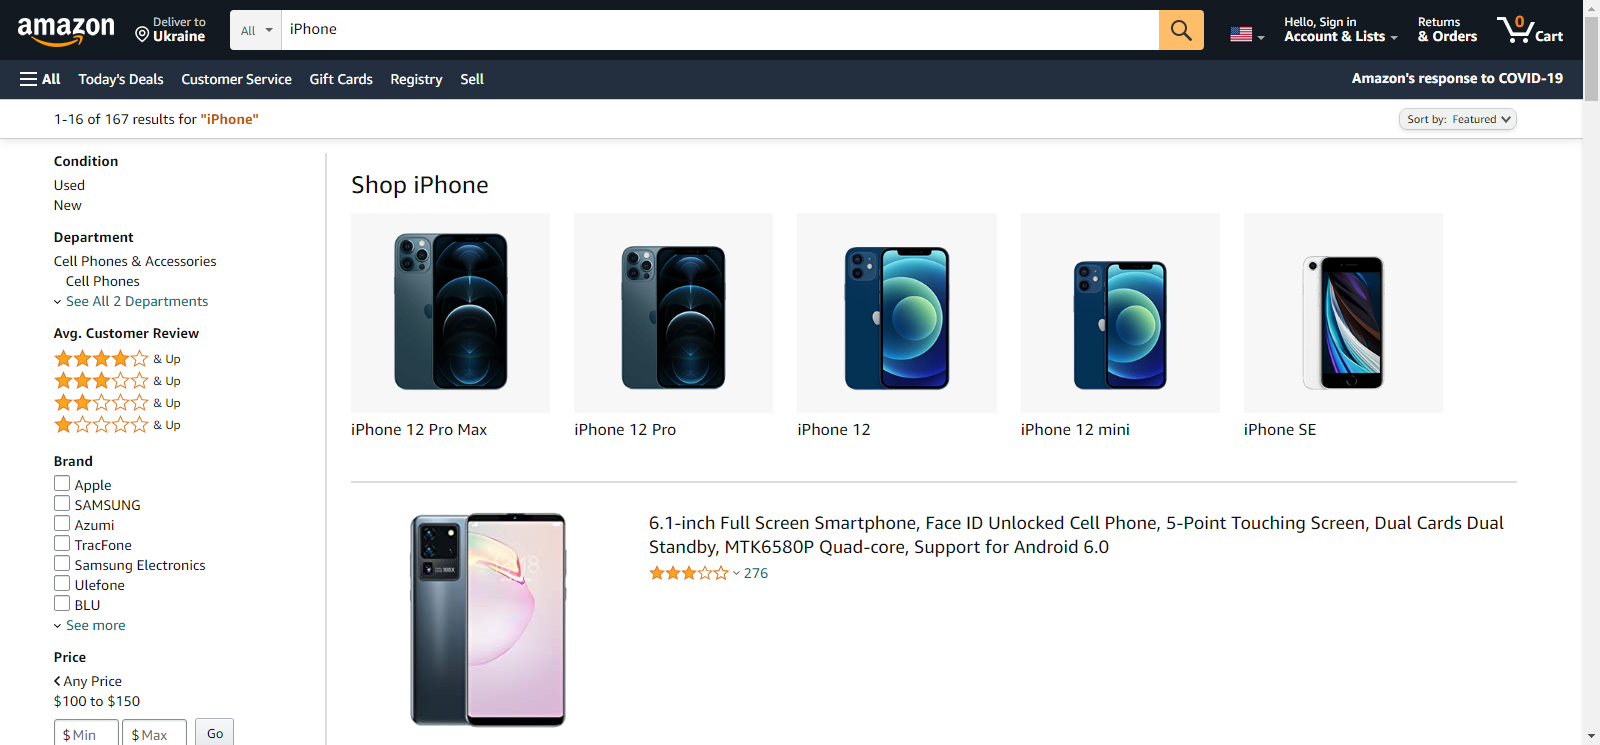 amazon
Deliver to
Ukraine
All
iPhone
Hello, Sign in
Account & Lists
Returns
& Orders
0
Cart
All
Today's Deals
Customer Service
Gift Cards
Registry
Sell
Amazon's response to COVID-19
1-16 of 167 results for "iPhone"
Sort by: Featured
Condition
Used
New
Department
Cell Phones & Accessories
Cell Phones
See All 2 Departments
Avg. Customer Review
& Up
& Up
& Up
& Up
Brand
Apple
SAMSUNG
Azumi
TracFone
Samsung Electronics
Ulefone
BLU
See more
Price
Any Price
$100 to $150
$ Min
$ Max
Go
Shop iPhone
iPhone 12 Pro Max
iPhone 12 Pro
iPhone 12
iPhone 12 mini
iPhone SE
6.1-inch Full Screen Smartphone, Face ID Unlocked Cell Phone, 5-Point Touching Screen, Dual Cards Dual
Standby, MTK6580P Quad-core, Support for Android 6.0
276